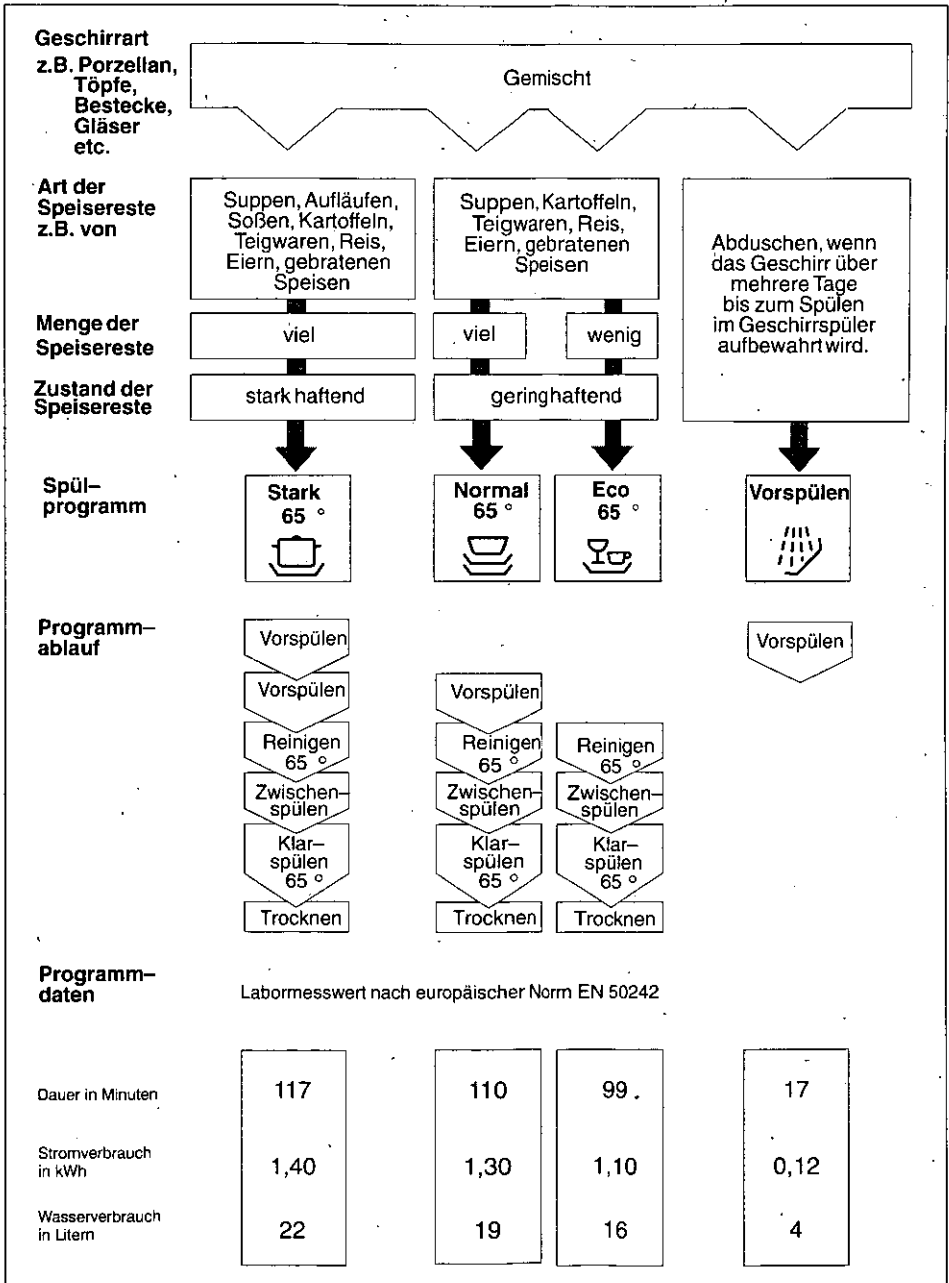 Geschirrart
z.B. Porzellan,
Töpfe,
Bestecke,
Gläser
etc.
Gemischt
Art der
Speisereste
z.B. von
Suppen, Aufläufen,
Soßen, Kartoffeln,
Teigwaren, Reis,
Eiern, gebratenen
Speisen
Suppen, Kartoffeln,
Teigwaren, Reis,
Eiern, gebratenen
Speisen
Abduschen, wenn
das Geschirr über
mehrere Tage
bis zum Spülen
im Geschirrspüler
aufbewahrt wird.
Menge der
Speisereste
viel
viel
wenig
Zustand der
Speisereste
stark haftend
gering haftend
Spül–
programm
Stark
65 °
Normal
65 °
Eco
65 °
Vorspülen
Programm–
ablauf
Vorspülen
Vorspülen
Reinigen
65 °
Zwischen–
spülen
Klar–
spülen
65 °
Trocknen
Vorspülen
Reinigen
65 °
Zwischen–
spülen
Klar–
spülen
65 °
Trocknen
Reinigen
65 °
Zwischen–
spülen
Klar–
spülen
65 °
Trocknen
Vorspülen
Programm–
daten
Labormesswert nach europäischer Norm EN 50242
Dauer in Minuten
117
110
99
17
Stromverbrauch
in kWh
1,40
1,30
1,10
0,12
Wasserverbrauch
in Litern
22
19
16
4